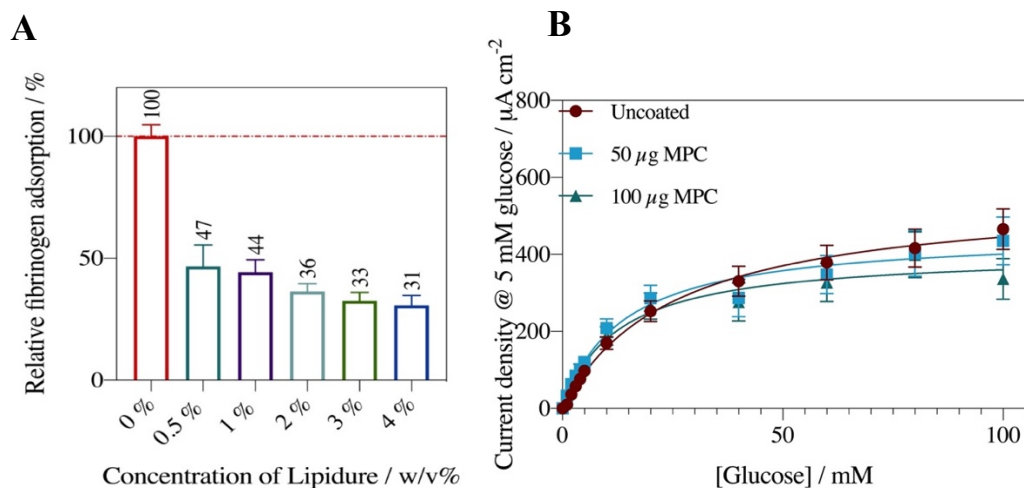 A
Relative fibrinogen adsorption / %
100
50
0
100
47
44
36
33
31
0 %
0.5 %
1 %
2 %
3 %
4 %
Concentration of Lipidure / w/v%
B
Current density @ 5 mM glucose / µA cm⁻²
800
600
400
200
0
Uncoated
50 µg MPC
100 µg MPC
0
50
100
[Glucose] / mM